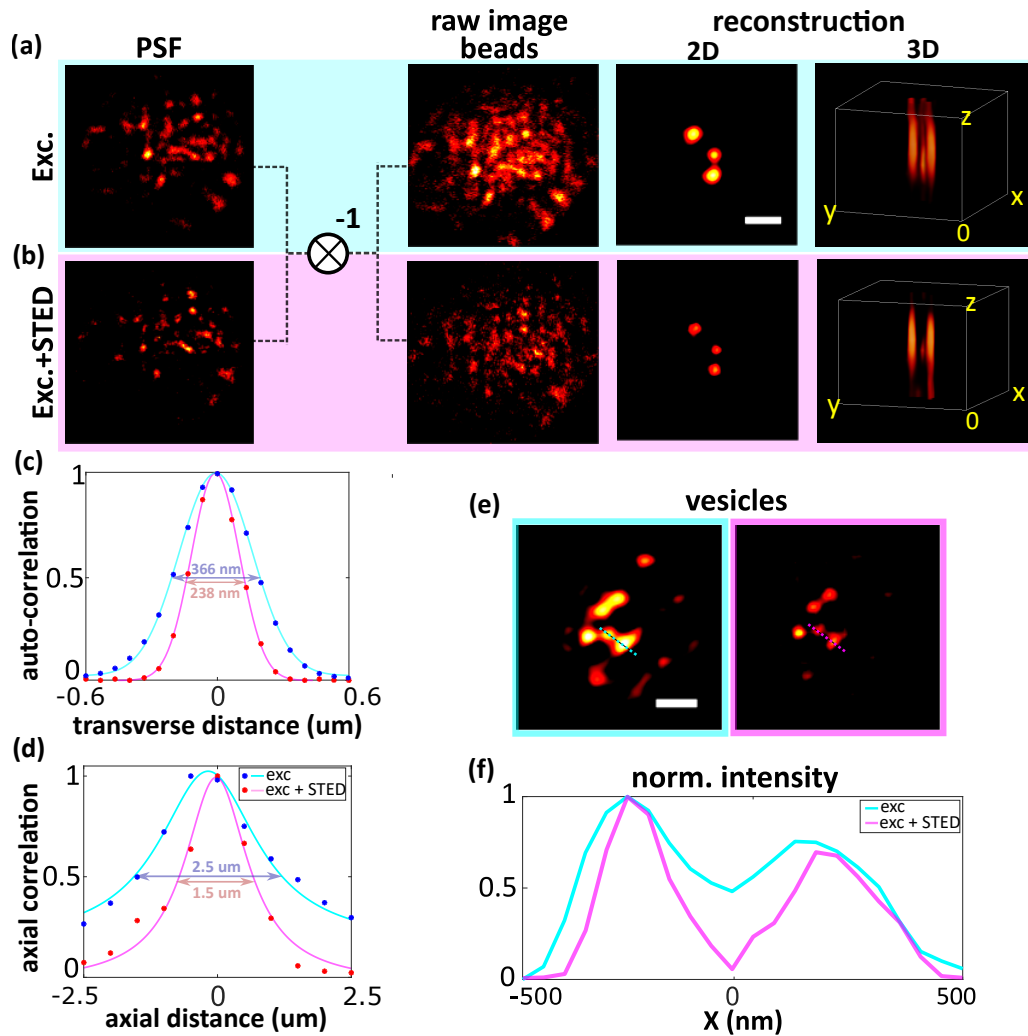 (a)
PSF
raw image
beads
reconstruction
2D
3D
Exc.
z
x
y
0
-1
(b)
Exc.+STED
z
x
y
0
(c)
auto-correlation
1
0.5
0
366 nm
238 nm
-0.6
0
0.6
transverse distance (um)
(d)
axial correlation
1
0.5
0
exc
exc + STED
2.5 um
1.5 um
-2.5
0
2.5
axial distance (um)
(e)
vesicles
(f)
norm. intensity
1
0.5
0
exc
exc + STED
-500
0
500
X (nm)